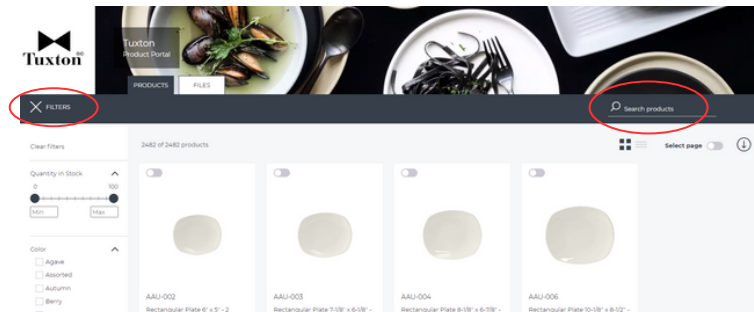 Tuxton
Tuxton
Product Portal
PRODUCTS
FILES
FILTERS
Search products
Clear filters
2482 of 2482 products
Select page
Quantity in Stock
0
100
Min
Max
Color
Agave
Assorted
Autumn
Berry
AAU-002
Rectangular Plate 6" x 5" - 2
AAU-003
Rectangular Plate 7-1/8" x 6-1/8" -
AAU-004
Rectangular Plate 8-1/8" x 6-7/8" -
AAU-006
Rectangular Plate 10-1/8" x 8-1/2" -